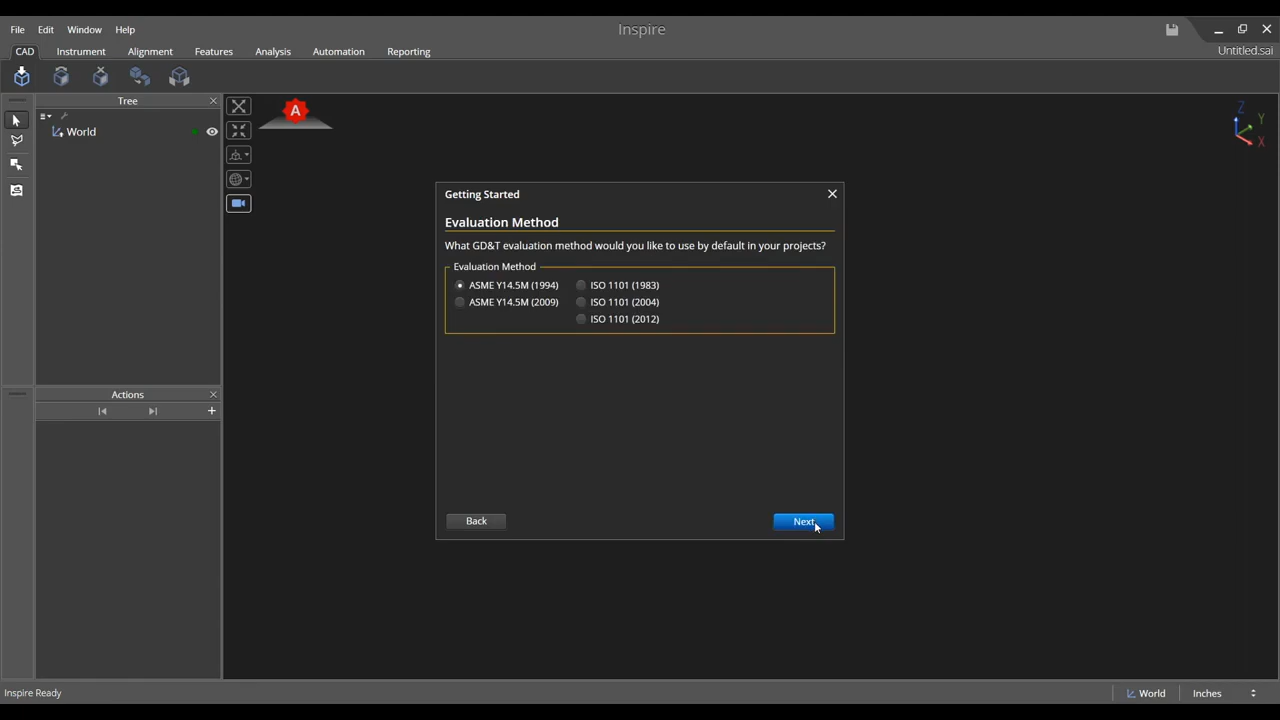 File Edit Window Help
Inspire
CAD Instrument Alignment Features Analysis Automation Reporting
Untitled.sai
Tree
World
A
Z
Y
X
Getting Started
Evaluation Method
What GD&T evaluation method would you like to use by default in your projects?
Evaluation Method
ASME Y14.5M (1994) ISO 1101 (1983)
ASME Y14.5M (2009) ISO 1101 (2004)
ISO 1101 (2012)
Actions
Back Next
Inspire Ready
World Inches